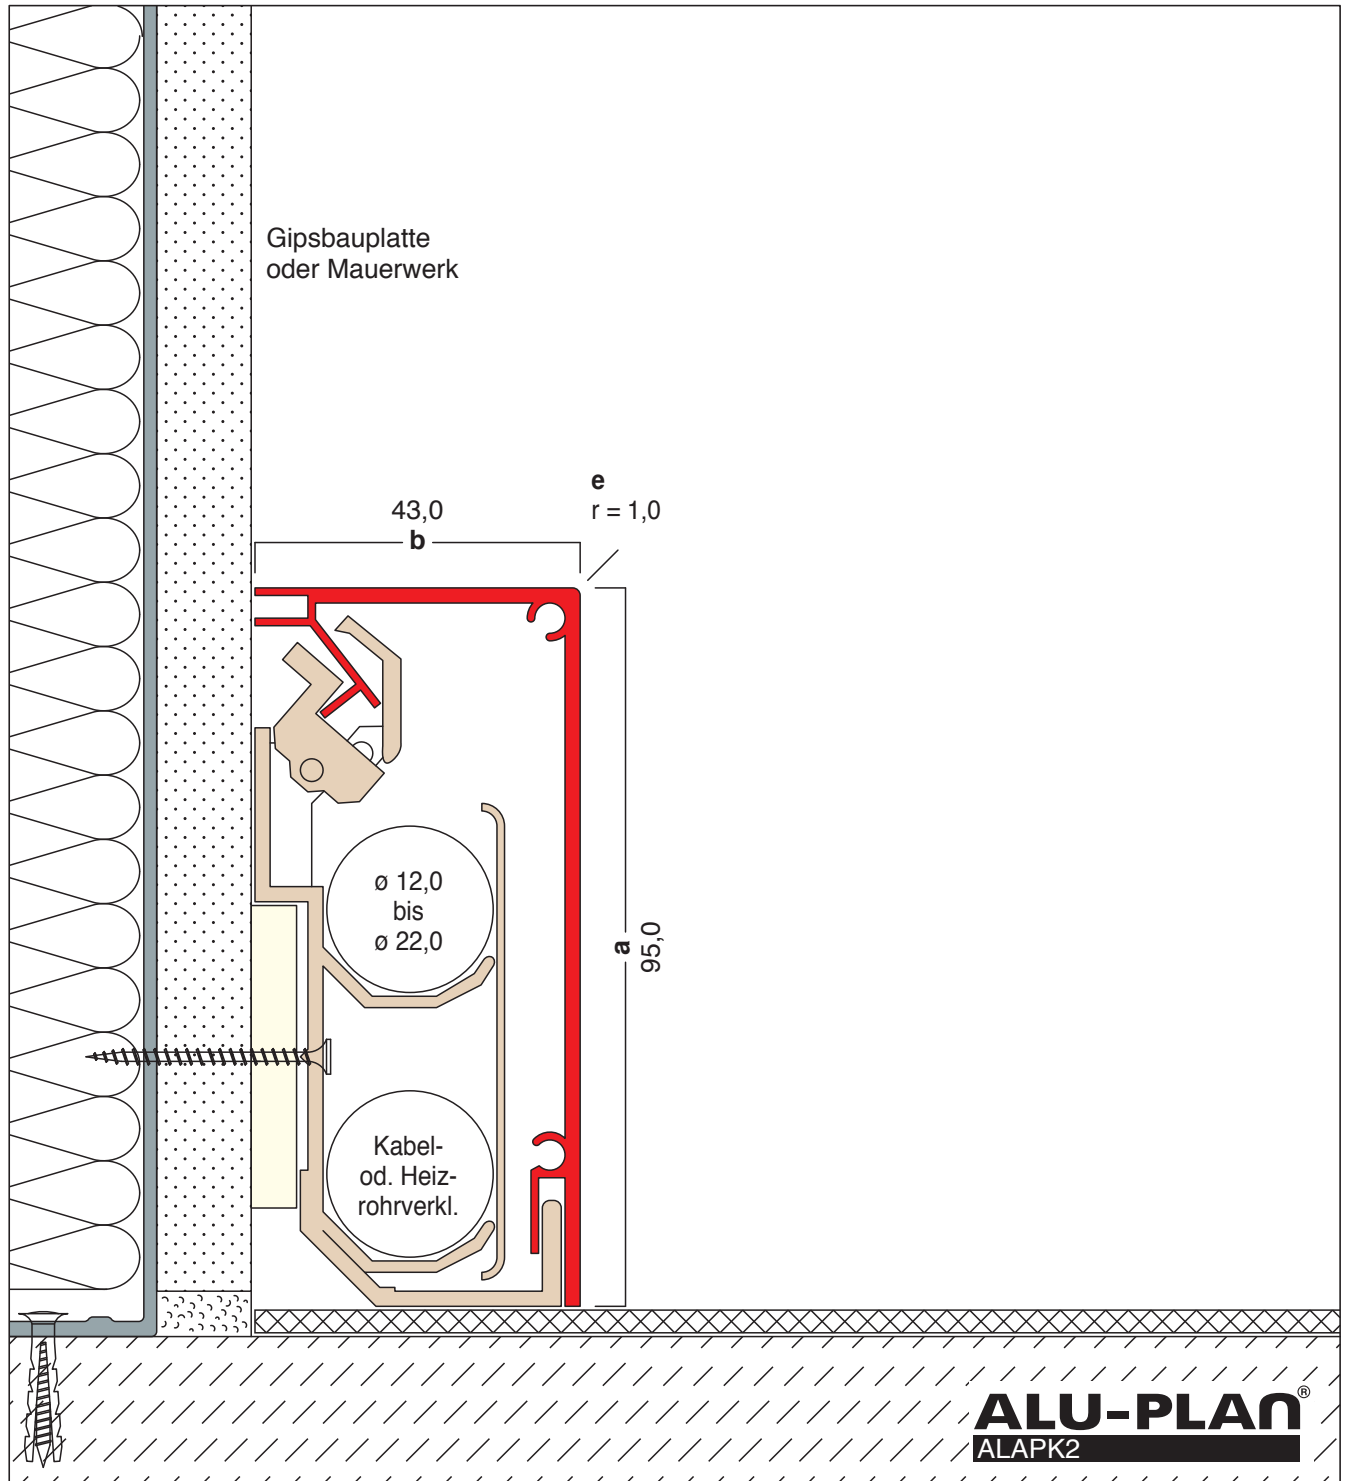 Gipsbauplatte
oder Mauerwerk
e
43,0
r = 1,0
b
ø 12,0
bis
ø 22,0
a
95,0
Kabel-
od. Heiz-
rohrverkl.
ALU-PLAN®
ALAPK2